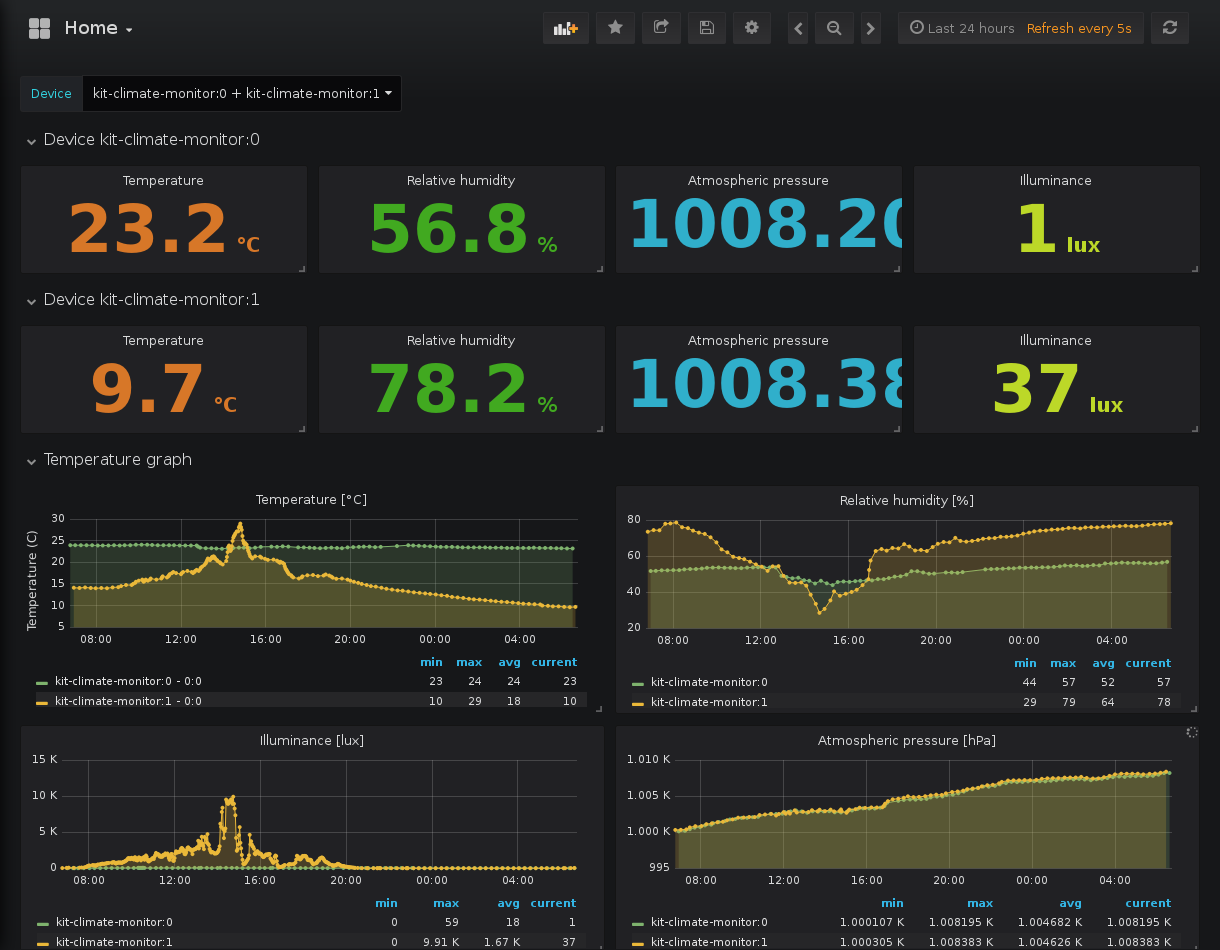 Home
Last 24 hours Refresh every 5s
Device kit-climate-monitor:0 + kit-climate-monitor:1
Device kit-climate-monitor:0
Temperature Relative humidity Atmospheric pressure Illuminance
23.2 °C 56.8 % 1008.20 1 lux
Device kit-climate-monitor:1
Temperature Relative humidity Atmospheric pressure Illuminance
9.7 °C 78.2 % 1008.38 37 lux
Temperature graph
Temperature [°C]
Temperature (C)
30
25
20
15
10
5
08:00 12:00 16:00 20:00 00:00 04:00
min max avg current
kit-climate-monitor:0 - 0:0 23 24 24 23
kit-climate-monitor:1 - 0:0 10 29 18 10
Relative humidity [%]
80
60
40
20
08:00 12:00 16:00 20:00 00:00 04:00
min max avg current
kit-climate-monitor:0 44 57 52 57
kit-climate-monitor:1 29 79 64 78
Illuminance [lux]
15 K
10 K
5 K
0
08:00 12:00 16:00 20:00 00:00 04:00
min max avg current
kit-climate-monitor:0 0 59 18 1
kit-climate-monitor:1 0 9.91 K 1.67 K 37
Atmospheric pressure [hPa]
1.010 K
1.005 K
1.000 K
995
08:00 12:00 16:00 20:00 00:00 04:00
min max avg current
kit-climate-monitor:0 1.000107 K 1.008195 K 1.004682 K 1.008195 K
kit-climate-monitor:1 1.000305 K 1.008383 K 1.004626 K 1.008383 K